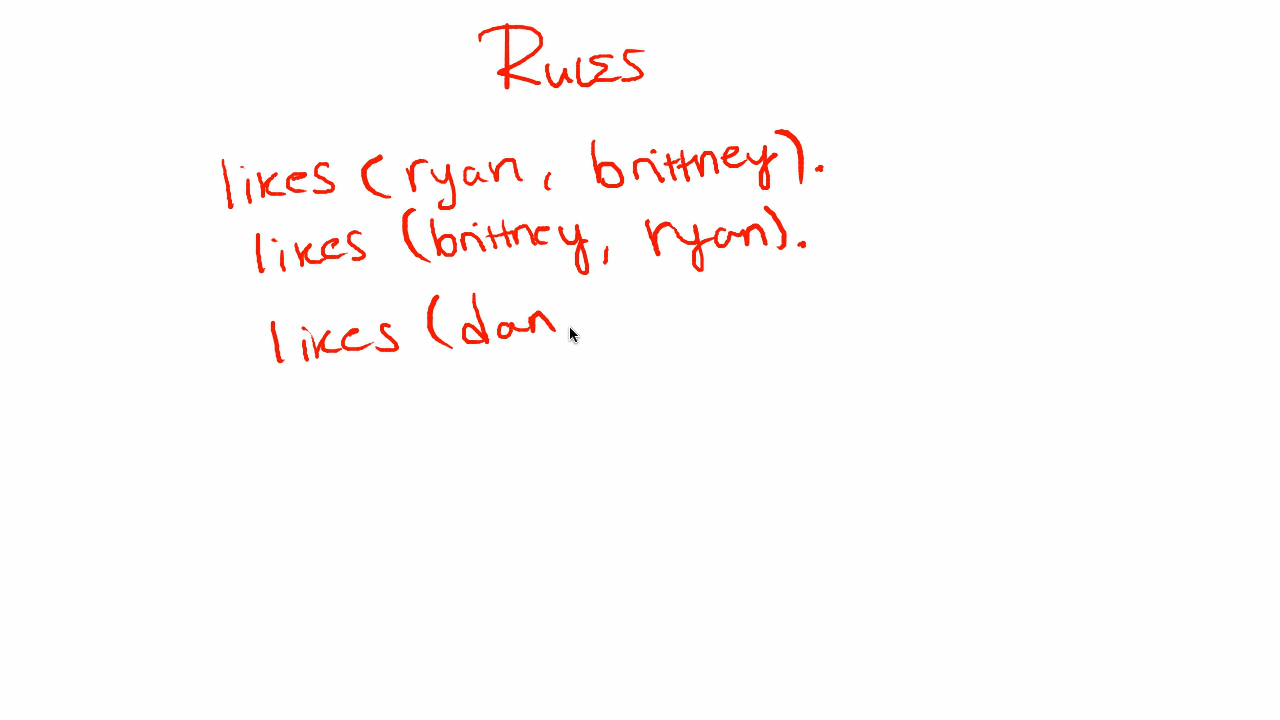 RULES
likes (ryan, brittney).
likes (brittney, ryan).
likes (dan